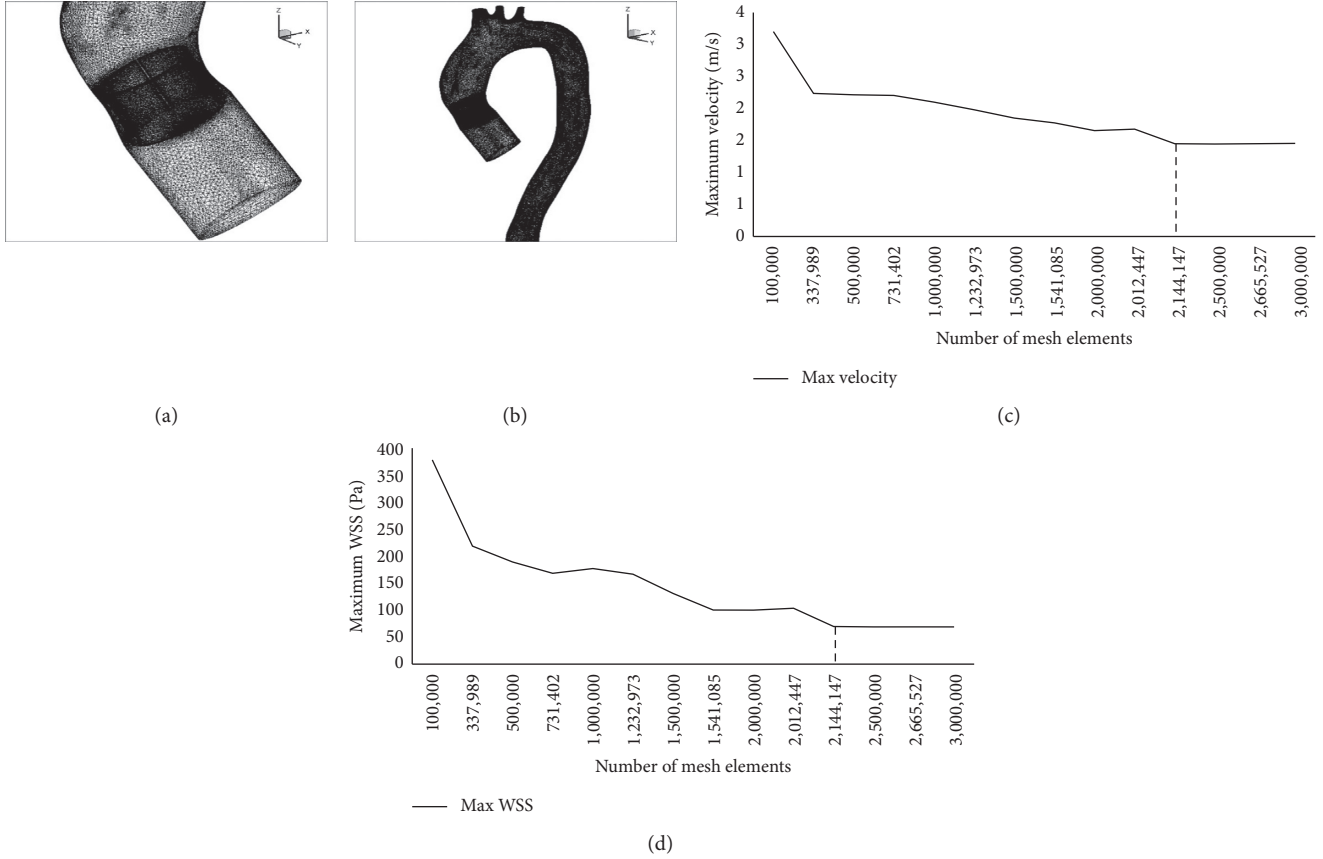 Z
X
Y
(a)
Z
X
Y
(b)
Maximum velocity (m/s)
4
3
3
2
2
1
1
0
100,000
337,989
500,000
731,402
1,000,000
1,232,973
1,500,000
1,541,085
2,000,000
2,012,447
2,144,147
2,500,000
2,665,527
3,000,000
Number of mesh elements
Max velocity
(c)
Maximum WSS (Pa)
400
350
300
250
200
150
100
50
0
100,000
337,989
500,000
731,402
1,000,000
1,232,973
1,500,000
1,541,085
2,000,000
2,012,447
2,144,147
2,500,000
2,665,527
3,000,000
Number of mesh elements
Max WSS
(d)